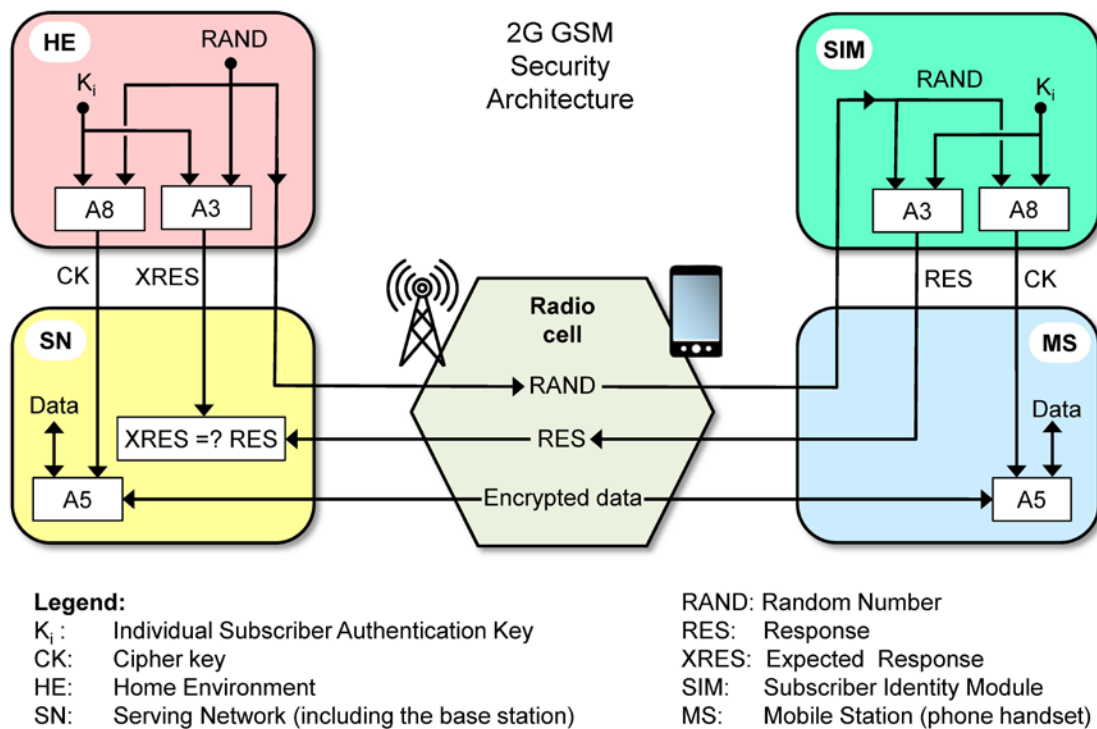 2G GSM
Security
Architecture
HE
RAND
K_i
A8
A3
CK
XRES
SN
Data
XRES =? RES
A5
Radio
cell
RAND
RES
Encrypted data
SIM
RAND
K_i
A3
A8
RES
CK
MS
Data
A5
Legend:
K_i : Individual Subscriber Authentication Key
CK: Cipher key
HE: Home Environment
SN: Serving Network (including the base station)
RAND: Random Number
RES: Response
XRES: Expected Response
SIM: Subscriber Identity Module
MS: Mobile Station (phone handset)